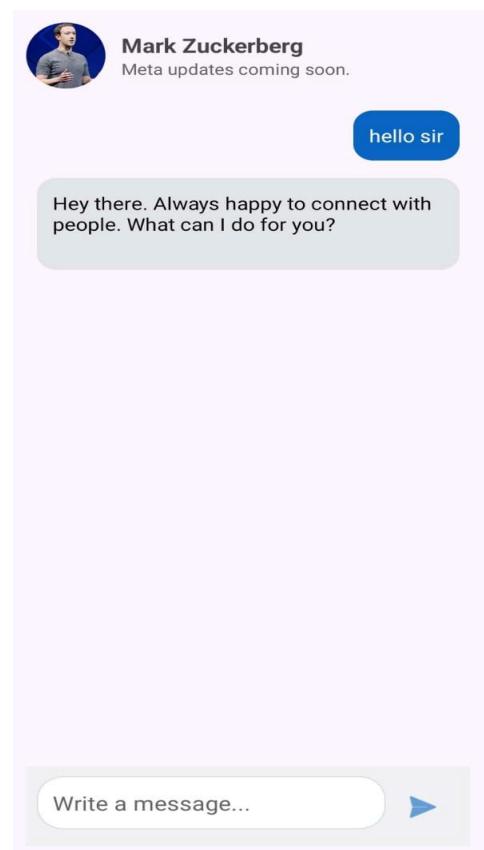 Mark Zuckerberg
Meta updates coming soon.
hello sir
Hey there. Always happy to connect with
people. What can I do for you?
Write a message...